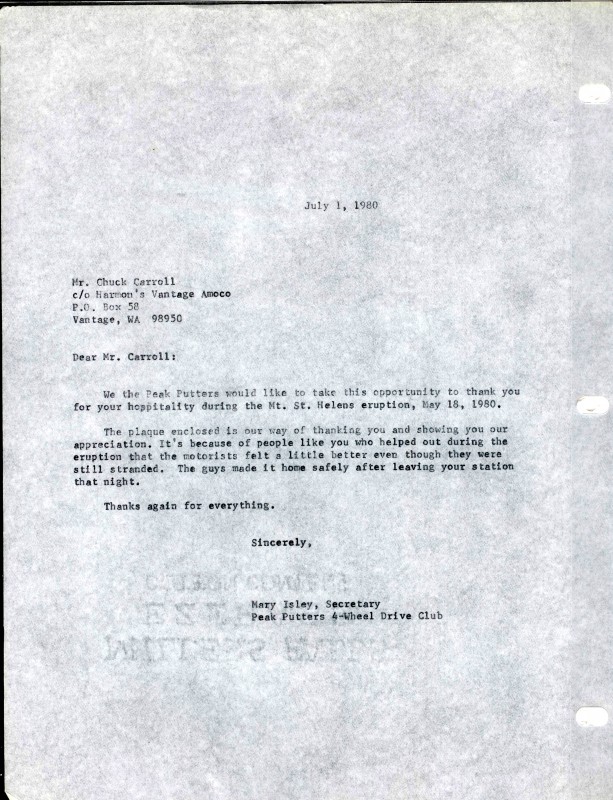 July 1, 1980
Mr. Chuck Carroll
c/o Harmon's Vantage Amoco
P.O. Box 58
Vantage, WA 98950
Dear Mr. Carroll:
We the Peak Putters would like to take this opportunity to thank you
for your hospitality during the Mt. St. Helens eruption, May 18, 1980.
The plaque enclosed is our way of thanking you and showing you our
appreciation. It's because of people like you who helped out during the
eruption that the motorists felt a little better even though they were
still stranded. The guys made it home safely after leaving your station
that night.
Thanks again for everything.
Sincerely,
Mary Isley, Secretary
Peak Putters 4-Wheel Drive Club